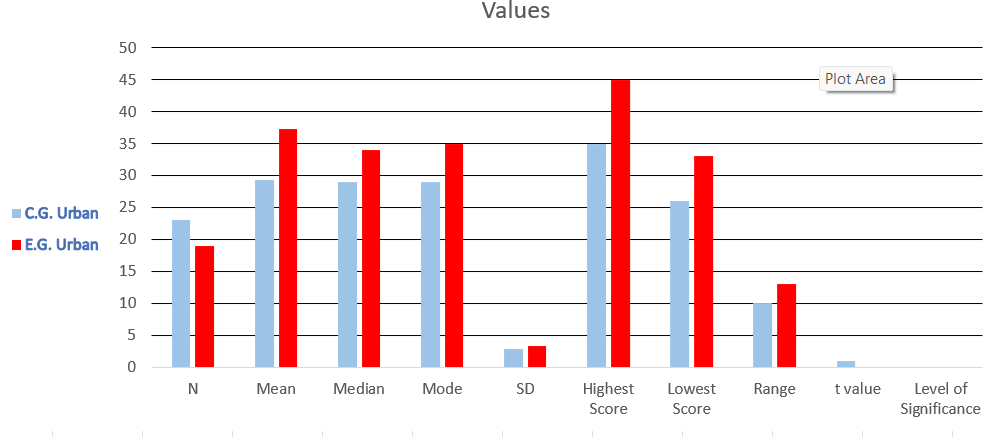 Values
50
45
Plot Area
40
35
30
25
C.G. Urban
20
E.G. Urban
15
10
5
0
N Mean Median Mode SD Highest Lowest Range t value Level of
Score Score Significance